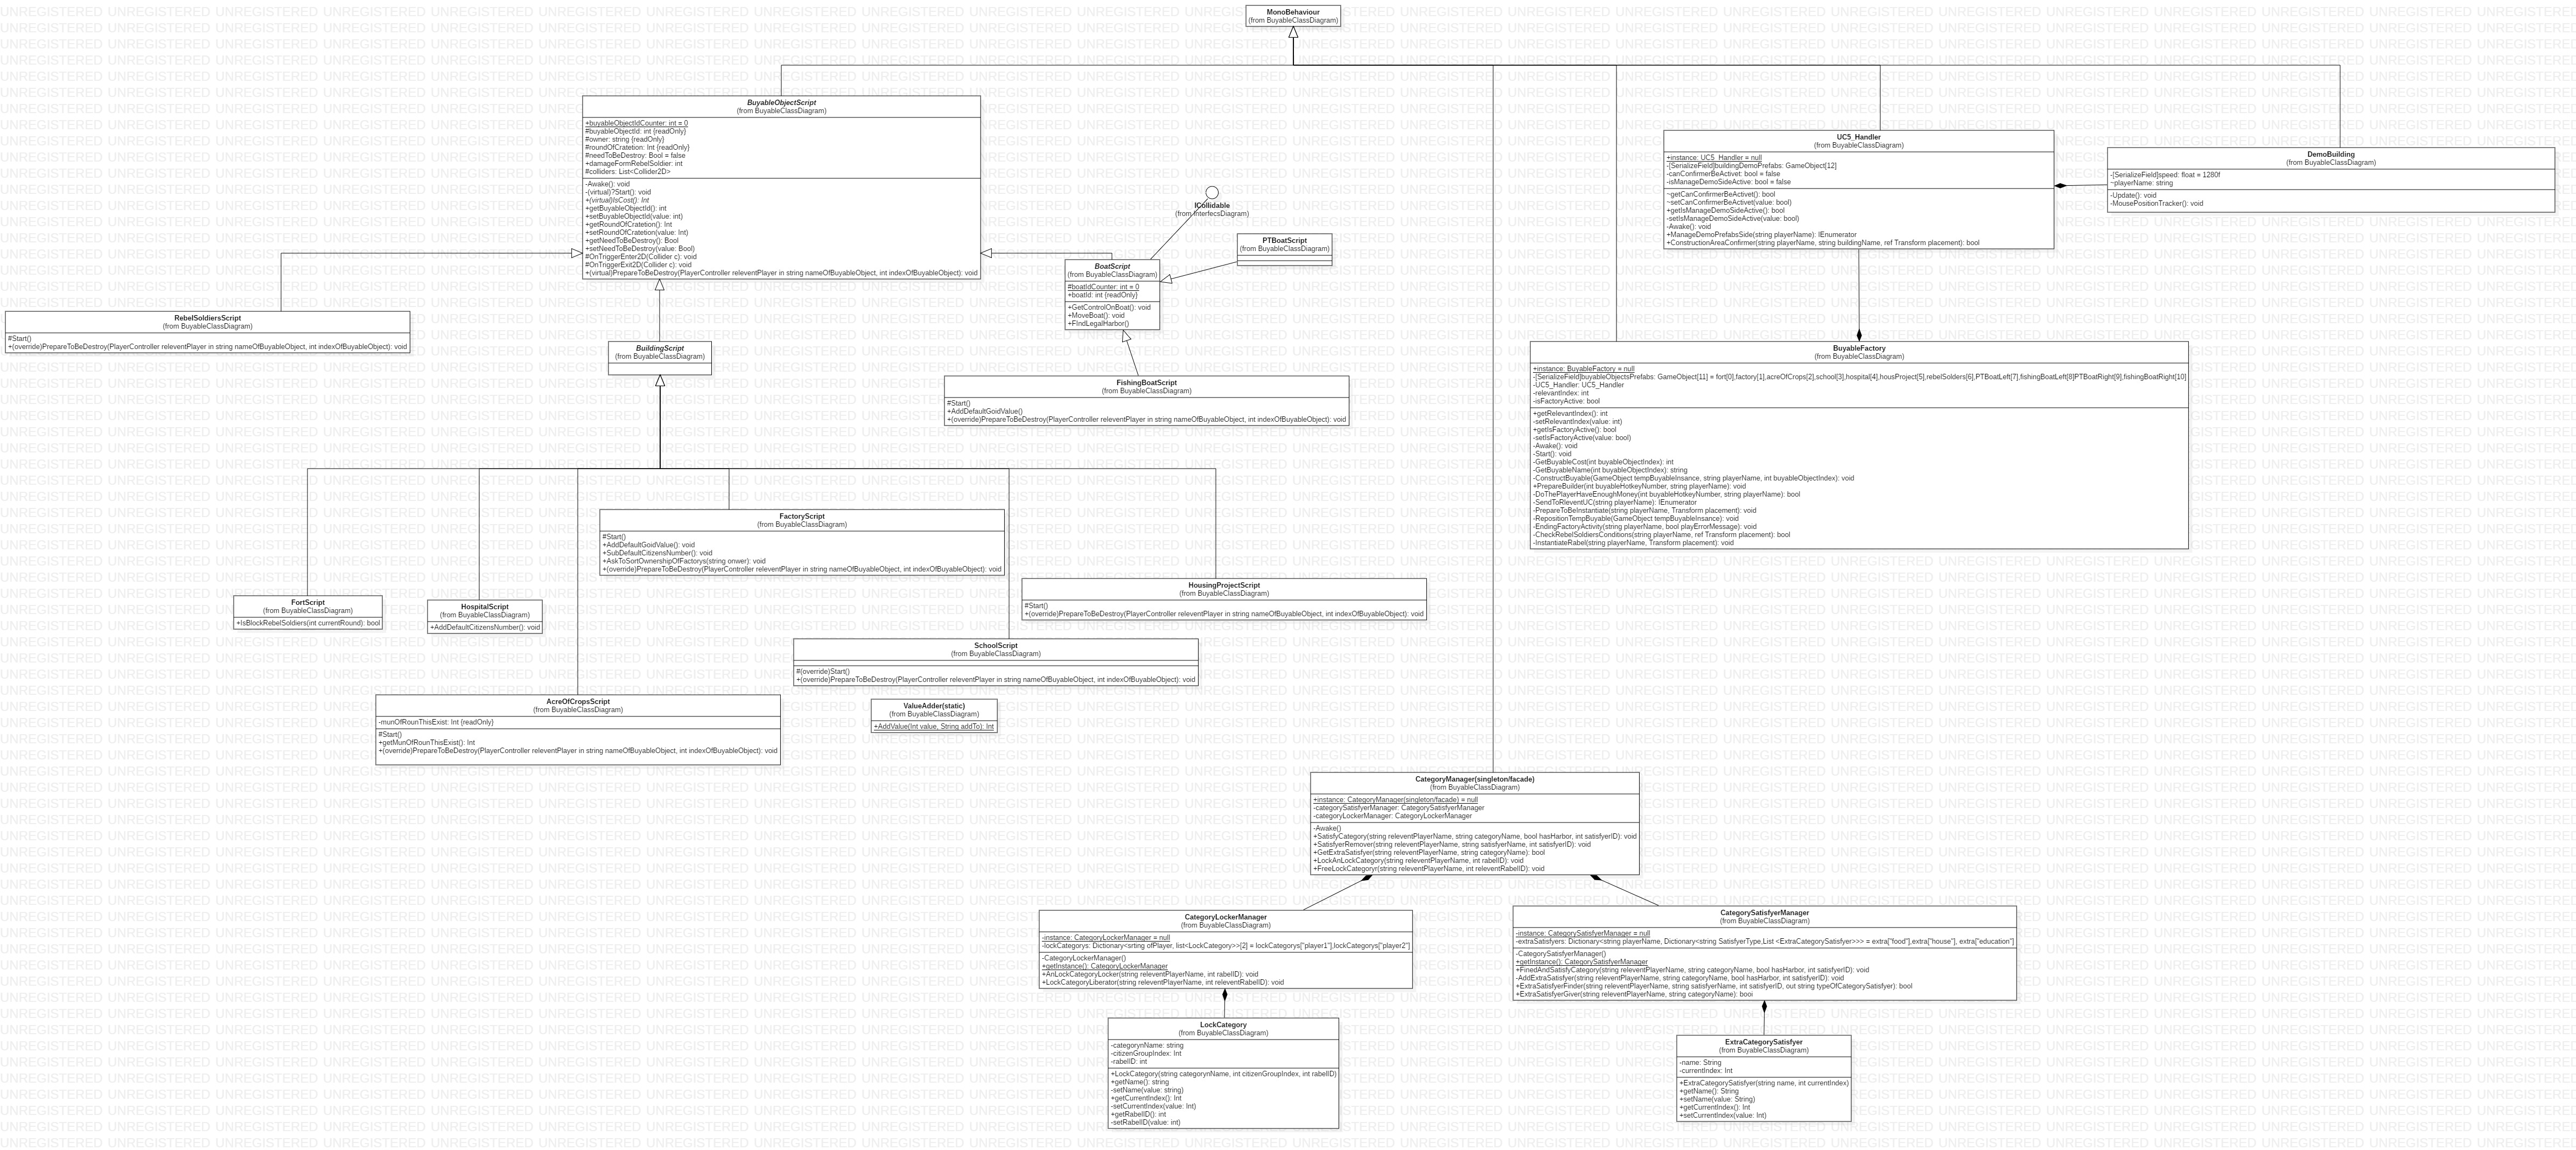 MonoBehaviour
(from BuyableClassDiagram)
BuyableObjectScript
(from BuyableClassDiagram)
+buyableObjectIdCounter: int = 0
#buyableObjectId: int {readOnly}
#owner: string {readOnly}
#roundOfCratetion: Int {readOnly}
#needToBeDestroy: Bool = false
+damageFormRebelSoldier: int
#colliders: List<Collider2D>
-Awake(): void
-(virtual)?Start(): void
+(virtual)IsCost(): Int
+getBuyableObjectId(): int
+setBuyableObjectId(value: int)
+getRoundOfCratetion(): Int
+setRoundOfCratetion(value: Int)
+getNeedToBeDestroy(): Bool
+setNeedToBeDestroy(value: Bool)
#OnTriggerEnter2D(Collider c): void
#OnTriggerExit2D(Collider c): void
+(virtual)PrepareToBeDestroy(PlayerController releventPlayer in string nameOfBuyableObject, int indexOfBuyableObject): void
UC5_Handler
(from BuyableClassDiagram)
+instance: UC5_Handler = null
-[SerializeField]buildingDemoPrefabs: GameObject[12]
-canConfirmerBeActivet: bool = false
-isManageDemoSideActive: bool = false
~getCanConfirmerBeActivet(): bool
~setCanConfirmerBeActivet(value: bool)
+getIsManageDemoSideActive(): bool
-setIsManageDemoSideActive(value: bool)
-Awake(): void
+ManageDemoPrefabsSide(string playerName): IEnumerator
+ConstructionAreaConfirmer(string playerName, string buildingName, ref Transform placement): bool
DemoBuilding
(from BuyableClassDiagram)
-[SerializeField]speed: float = 1280f
~playerName: string
-Update(): void
-MousePositionTracker(): void
ICollidable
(from InterfecsDiagram)
PTBoatScript
(from BuyableClassDiagram)
BoatScript
(from BuyableClassDiagram)
#boatIdCounter: int = 0
+boatId: int {readOnly}
+GetControlOnBoat(): void
+MoveBoat(): void
+FIndLegalHarbor()
RebelSoldiersScript
(from BuyableClassDiagram)
#Start()
+(override)PrepareToBeDestroy(PlayerController releventPlayer in string nameOfBuyableObject, int indexOfBuyableObject): void
BuildingScript
(from BuyableClassDiagram)
FishingBoatScript
(from BuyableClassDiagram)
#Start()
+AddDefaultGoidValue()
+(override)PrepareToBeDestroy(PlayerController releventPlayer in string nameOfBuyableObject, int indexOfBuyableObject): void
BuyableFactory
(from BuyableClassDiagram)
+instance: BuyableFactory = null
-[SerializeField]buyableObjectsPrefabs: GameObject[11] = fort[0],factory[1],acreOfCrops[2],school[3],hospital[4],housProject[5],rebelSolders[6],PTBoatLeft[7],fishingBoatLeft[8]PTBoatRight[9],fishingBoatRight[10]
-UC5_Handler: UC5_Handler
-relevantIndex: int
-isFactoryActive: bool
+getRelevantIndex(): int
-setRelevantIndex(value: int)
+getIsFactoryActive(): bool
-setIsFactoryActive(value: bool)
-Awake(): void
-Start(): void
-GetBuyableCost(int buyableObjectIndex): int
-GetBuyableName(int buyableObjectIndex): string
-ConstructBuyable(GameObject tempBuyableInsance, string playerName, int buyableObjectIndex): void
+PrepareBuilder(int buyableHotkeyNumber, string playerName): void
-DoThePlayerHaveEnoughMoney(int buyableHotkeyNumber, string playerName): bool
-SendToRleventUC(string playerName): IEnumerator
-PrepareToBeInstantiate(string playerName, Transform placement): void
-RepositionTempBuyable(GameObject tempBuyableInsance): void
-EndingFactoryActivity(string playerName, bool playErrorMessage): void
-CheckRebelSoldiersConditions(string playerName, ref Transform placement): bool
-InstantiateRabel(string playerName, Transform placement): void
FactoryScript
(from BuyableClassDiagram)
#Start()
+AddDefaultGoidValue(): void
+SubDefaultCitizensNumber(): void
+AskToSortOwnershipOfFactorys(string onwer): void
+(override)PrepareToBeDestroy(PlayerController releventPlayer in string nameOfBuyableObject, int indexOfBuyableObject): void
HousingProjectScript
(from BuyableClassDiagram)
#Start()
+(override)PrepareToBeDestroy(PlayerController releventPlayer in string nameOfBuyableObject, int indexOfBuyableObject): void
FortScript
(from BuyableClassDiagram)
+IsBlockRebelSoldiers(int currentRound): bool
HospitalScript
(from BuyableClassDiagram)
+AddDefaultCitizensNumber(): void
SchoolScript
(from BuyableClassDiagram)
#(override)Start()
+(override)PrepareToBeDestroy(PlayerController releventPlayer in string nameOfBuyableObject, int indexOfBuyableObject): void
AcreOfCropsScript
(from BuyableClassDiagram)
-munOfRounThisExist: Int {readOnly}
#Start()
+getMunOfRounThisExist(): Int
+(override)PrepareToBeDestroy(PlayerController releventPlayer in string nameOfBuyableObject, int indexOfBuyableObject): void
ValueAdder(static)
(from BuyableClassDiagram)
+AddValue(Int value, String addTo): Int
CategoryManager(singleton/facade)
(from BuyableClassDiagram)
+instance: CategoryManager(singleton/facade) = null
-categorySatisfyerManager: CategorySatisfyerManager
-categoryLockerManager: CategoryLockerManager
-Awake()
+SatisfyCategory(string releventPlayerName, string categoryName, bool hasHarbor, int satisfyerID): void
+SatisfyerRemover(string releventPlayerName, string satisfyerName, int satisfyerID): void
+GetExtraSatisfyer(string releventPlayerName, string categoryName): bool
+LockAnLockCategory(string releventPlayerName, int rabelID): void
+FreeLockCategoryr(string releventPlayerName, int releventRabelID): void
CategoryLockerManager
(from BuyableClassDiagram)
-instance: CategoryLockerManager = null
-lockCategorys: Dictionary<srting ofPlayer, list<LockCategory>>[2] = lockCategorys["player1"],lockCategorys["player2"]
-CategoryLockerManager()
+getInstance(): CategoryLockerManager
+AnLockCategoryLocker(string releventPlayerName, int rabelID): void
+LockCategoryLiberator(string releventPlayerName, int releventRabelID): void
CategorySatisfyerManager
(from BuyableClassDiagram)
-instance: CategorySatisfyerManager = null
-extraSatisfyers: Dictionary<string playerName, Dictionary<string SatisfyerType,List <ExtraCategorySatisfyer>>> = extra["food"],extra["house"], extra["education"]
-CategorySatisfyerManager()
+getInstance(): CategorySatisfyerManager
+FinedAndSatisfyCategory(string releventPlayerName, string categoryName, bool hasHarbor, int satisfyerID): void
-AddExtraSatisfyer(string releventPlayerName, string categoryName, bool hasHarbor, int satisfyerID): void
+ExtraSatisfyerFinder(string releventPlayerName, string satisfyerName, int satisfyerID, out string typeOfCategorySatisfyer): bool
+ExtraSatisfyerGiver(string releventPlayerName, string categoryName): booi
LockCategory
(from BuyableClassDiagram)
-categorynName: string
-citizenGroupIndex: Int
-rabelID: int
+LockCategory(string categorynName, int citizenGroupIndex, int rabelID)
+getName(): string
-setName(value: string)
+getCurrentIndex(): Int
-setCurrentIndex(value: Int)
+getRabelID(): int
-setRabelID(value: int)
ExtraCategorySatisfyer
(from BuyableClassDiagram)
-name: String
-currentIndex: Int
+ExtraCategorySatisfyer(string name, int currentIndex)
+getName(): String
+setName(value: String)
+getCurrentIndex(): Int
+setCurrentIndex(value: Int)